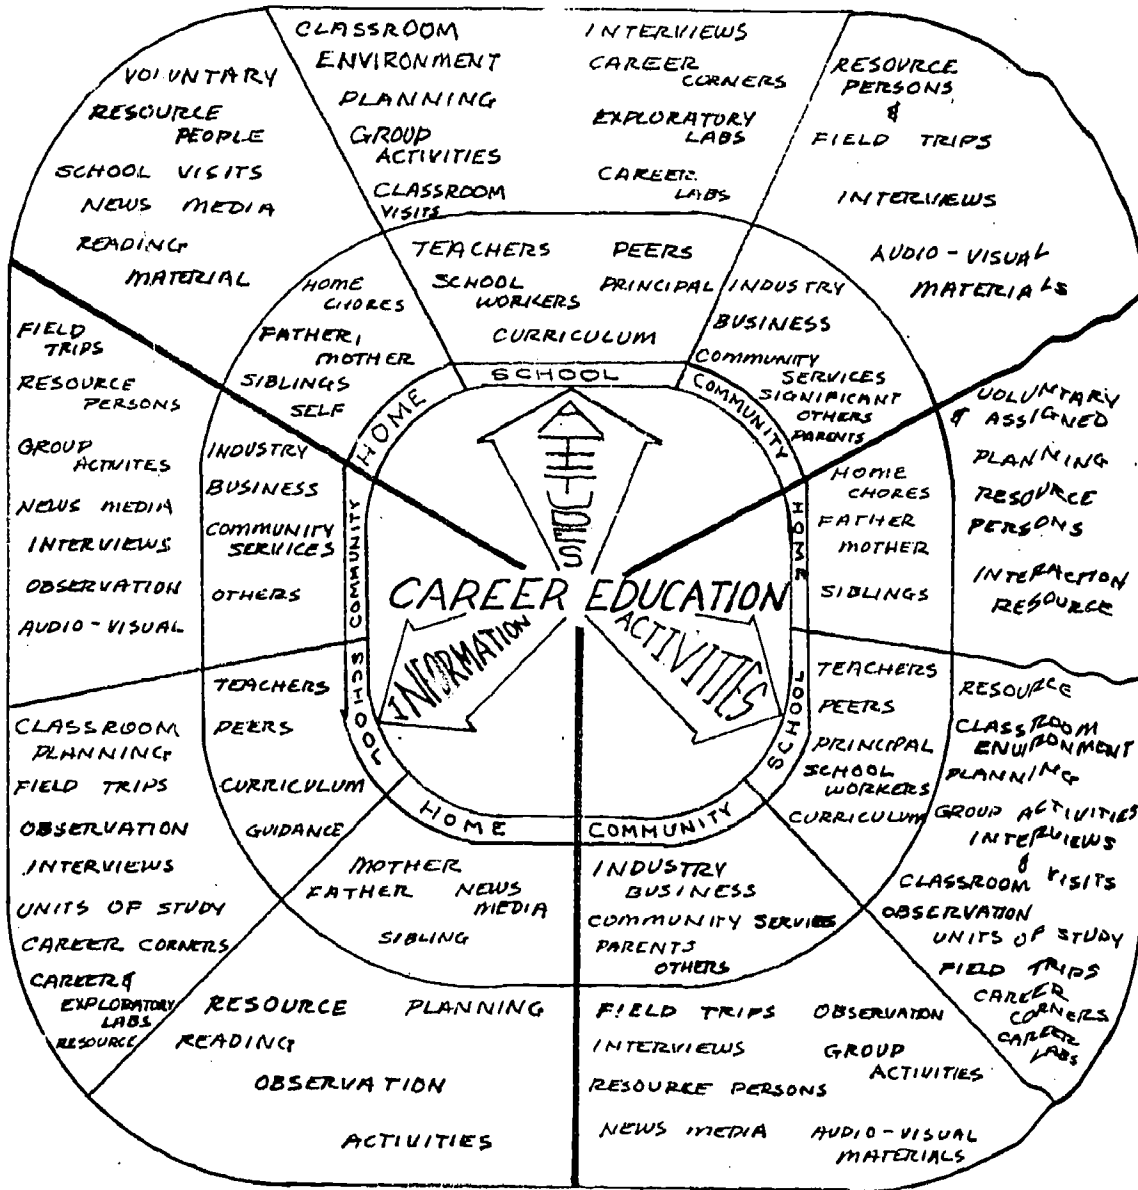 CLASSROOM
ENVIRONMENT
PLANNING
GROUP
ACTIVITIES
CLASSROOM
VISITS
INTERVIEWS
CAREER
CORNERS
EXPLORATORY
LABS
CAREER
LABS
RESOURCE
PERSONS
&
FIELD TRIPS
INTERVIEWS
AUDIO-VISUAL
MATERIALS
VOLUNTARY
RESOURCE
PEOPLE
SCHOOL VISITS
NEWS MEDIA
READING
MATERIAL
HOME
CHORES
FATHER,
MOTHER
SIBLINGS
SELF
TEACHERS
PEERS
SCHOOL
WORKERS
PRINCIPAL
CURRICULUM
INDUSTRY
BUSINESS
COMMUNITY
SERVICES
SIGNIFICANT
OTHERS
PARENTS
HOME
SCHOOL
COMMUNITY
FIELD
TRIPS
RESOURCE
PERSONS
GROUP
ACTIVITES
NEWS MEDIA
INTERVIEWS
OBSERVATION
AUDIO-VISUAL
INDUSTRY
BUSINESS
COMMUNITY
SERVICES
OTHERS
COMMUNITY
ATTITUDES
CAREER EDUCATION
INFORMATION
ACTIVITIES
HOME
HOME
CHORES
FATHER
MOTHER
SIBLINGS
VOLUNTARY
& ASSIGNED
PLANNING
RESOURCE
PERSONS
INTERACTION
RESOURCE
TEACHERS
PEERS
CURRICULUM
GUIDANCE
SCHOOL
CLASSROOM
PLANNING
FIELD TRIPS
OBSERVATION
INTERVIEWS
UNITS OF STUDY
CAREER CORNERS
CAREER &
EXPLORATORY
LABS
RESOURCE
SCHOOL
TEACHERS
PEERS
PRINCIPAL
SCHOOL
WORKERS
CURRICULUM
RESOURCE
CLASSROOM
ENVIRONMENT
PLANNING
GROUP ACTIVITIES
INTERVIEWS
&
CLASSROOM VISITS
OBSERVATION
UNITS OF STUDY
FIELD TRIPS
CAREER
CORNERS
CAREER
LABS
HOME
COMMUNITY
MOTHER
FATHER
NEWS
MEDIA
SIBLING
INDUSTRY
BUSINESS
COMMUNITY SERVICES
PARENTS
OTHERS
RESOURCE
PLANNING
READING
OBSERVATION
ACTIVITIES
FIELD TRIPS
OBSERVATION
INTERVIEWS
GROUP
ACTIVITIES
RESOURCE PERSONS
NEWS MEDIA
AUDIO-VISUAL
MATERIALS